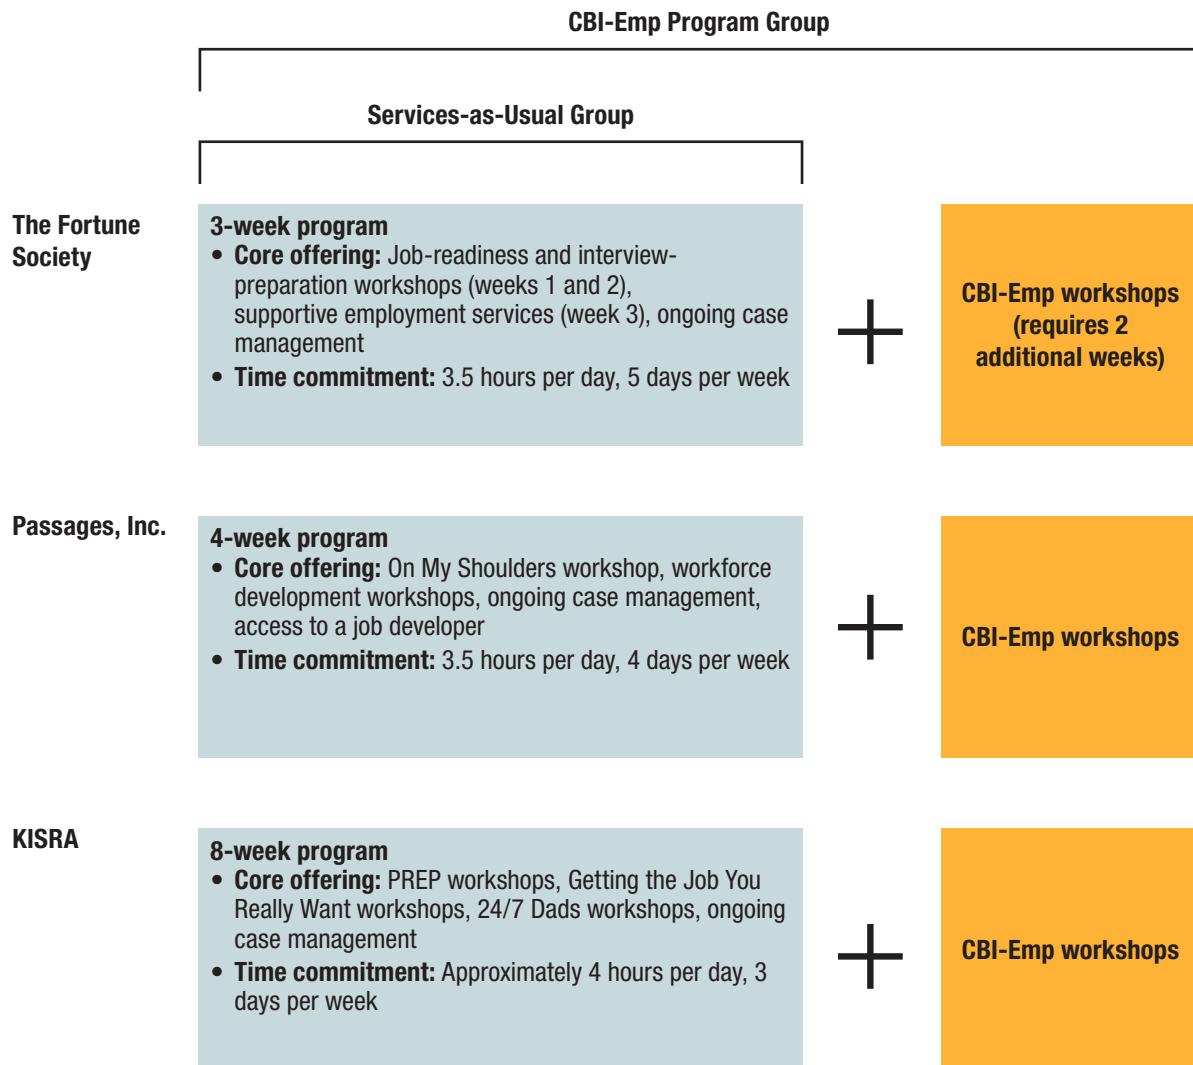 CBI-Emp Program Group
Services-as-Usual Group
The Fortune
Society
3-week program
• Core offering: Job-readiness and interview-
preparation workshops (weeks 1 and 2),
supportive employment services (week 3), ongoing case
management
• Time commitment: 3.5 hours per day, 5 days per week
+
CBI-Emp workshops
(requires 2
additional weeks)
Passages, Inc.
4-week program
• Core offering: On My Shoulders workshop, workforce
development workshops, ongoing case management,
access to a job developer
• Time commitment: 3.5 hours per day, 4 days per week
+
CBI-Emp workshops
KISRA
8-week program
• Core offering: PREP workshops, Getting the Job You
Really Want workshops, 24/7 Dads workshops, ongoing
case management
• Time commitment: Approximately 4 hours per day, 3
days per week
+
CBI-Emp workshops